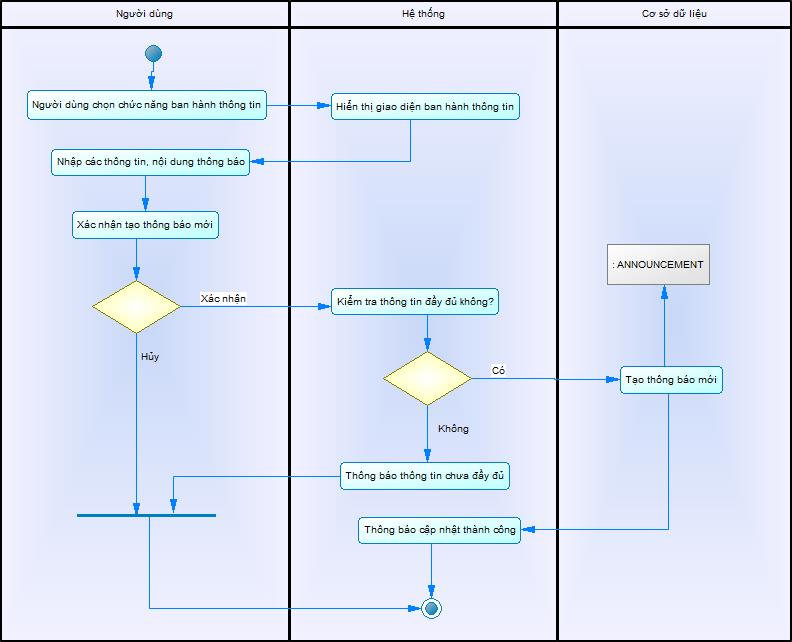 Người dùng
Hệ thống
Cơ sở dữ liệu
Người dùng chọn chức năng ban hành thông tin
Hiển thị giao diện ban hành thông tin
Nhập các thông tin, nội dung thông báo
Xác nhận tạo thông báo mới
: ANNOUNCEMENT
Xác nhận
Kiểm tra thông tin đầy đủ không?
Hủy
Có
Tạo thông báo mới
Không
Thông báo thông tin chưa đầy đủ
Thông báo cập nhật thành công